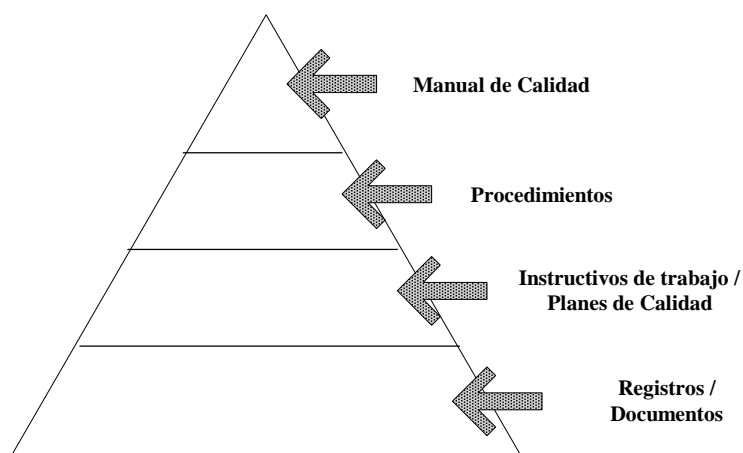 Manual de Calidad
Procedimientos
Instructivos de trabajo /
Planes de Calidad
Registros /
Documentos